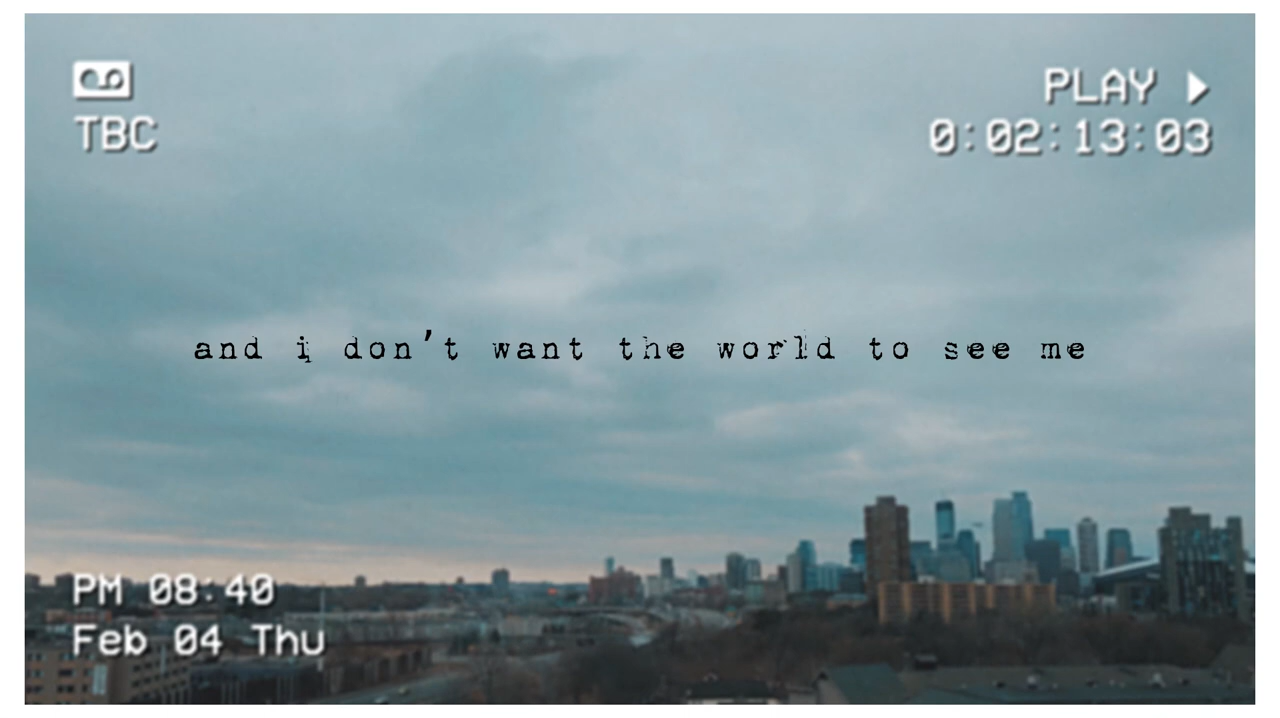 TBC
PLAY ▶
0:02:13:03
and i don't want the world to see me
PM 08:40
Feb 04 Thu